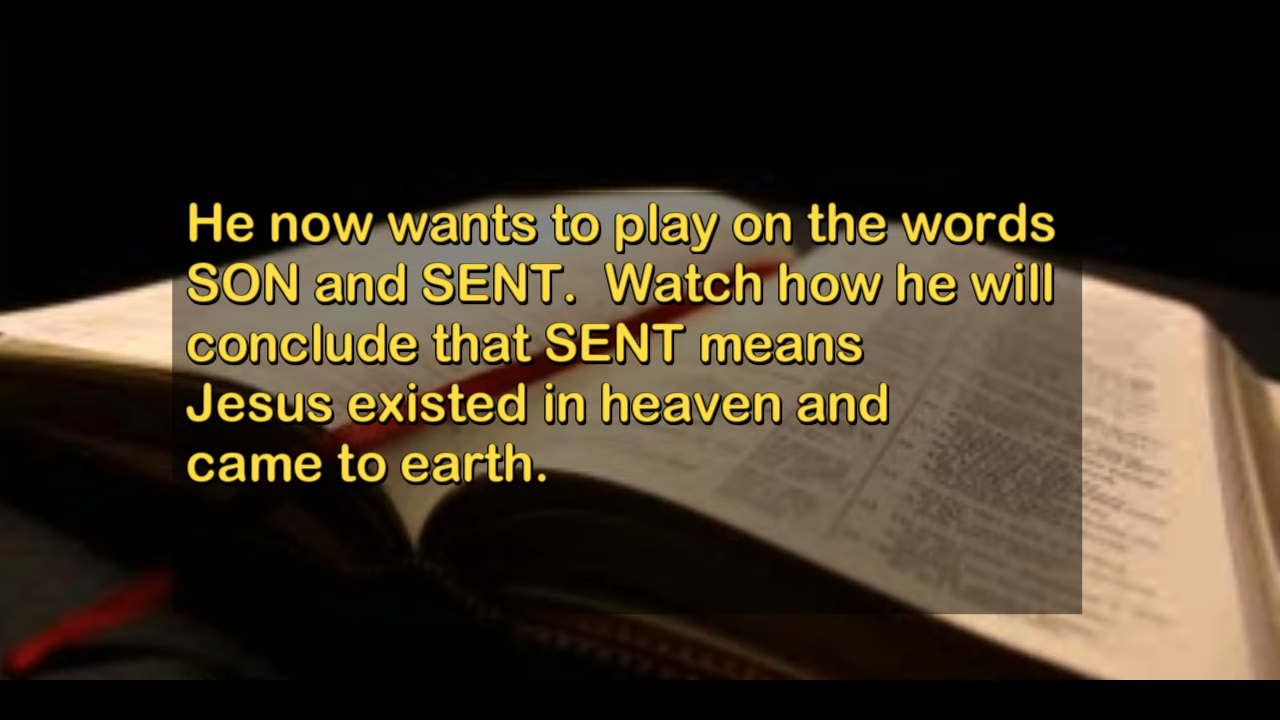 He now wants to play on the words
SON and SENT.  Watch how he will
conclude that SENT means
Jesus existed in heaven and
came to earth.